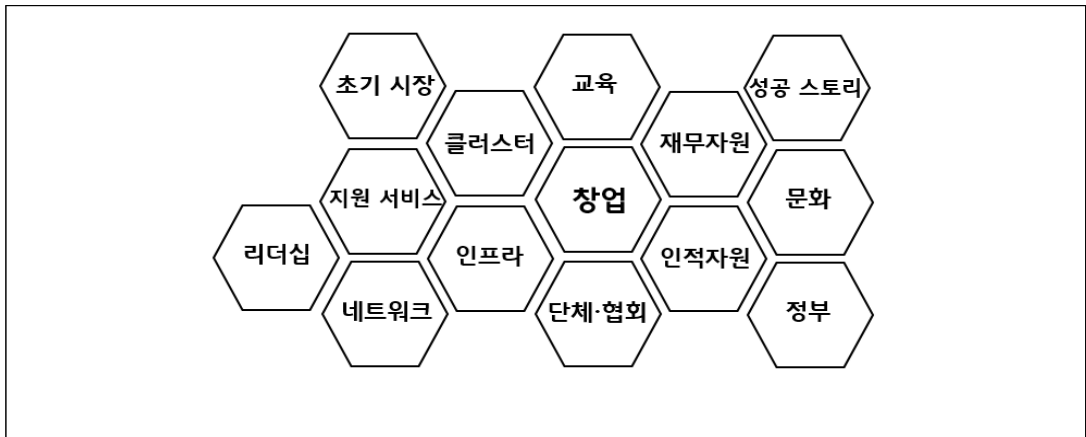 초기 시장
교육
성공 스토리
클러스터
재무자원
지원 서비스
창업
문화
리더십
인프라
인적자원
네트워크
단체·협회
정부